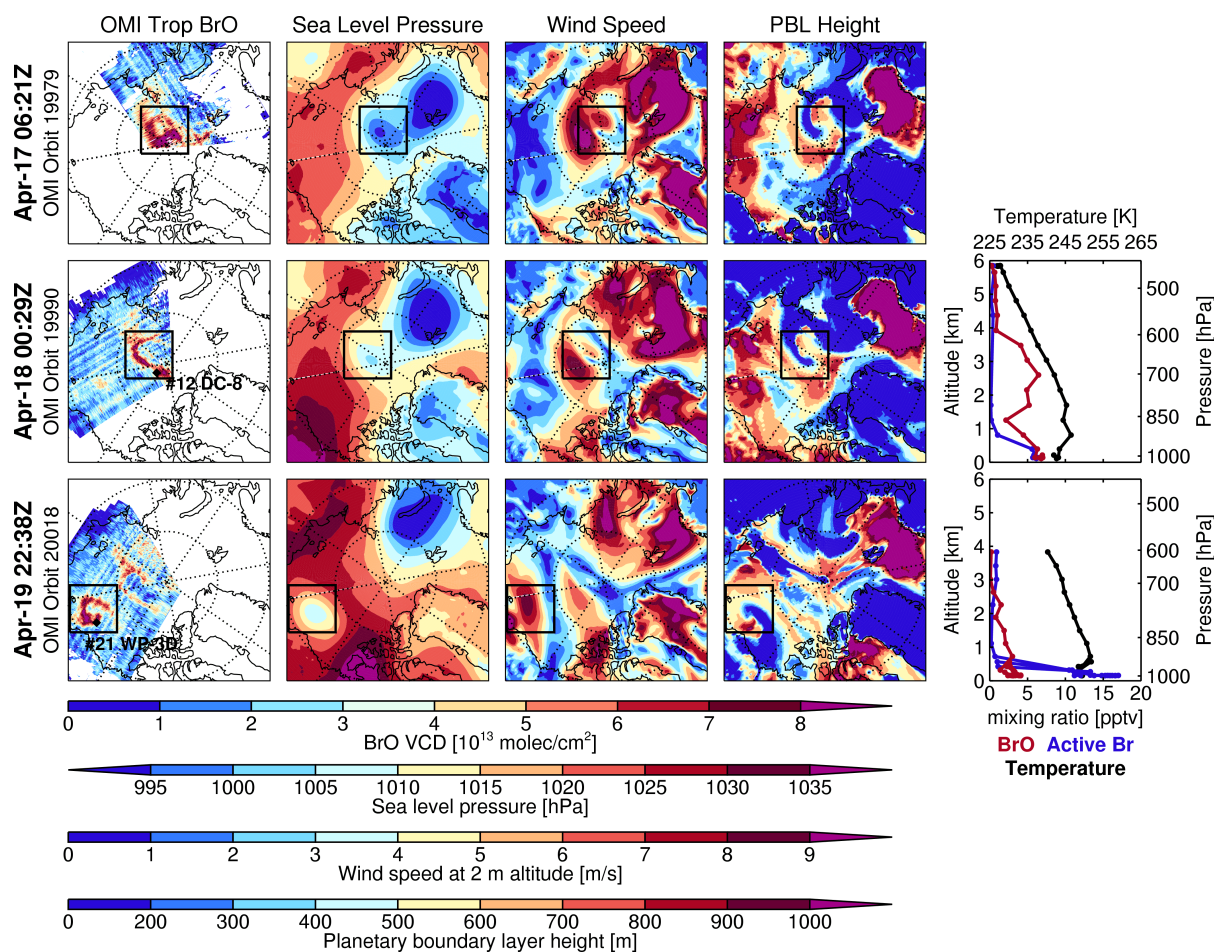 OMI Trop BrO Sea Level Pressure Wind Speed PBL Height
Apr-17 06:21Z
OMI Orbit 19979
Apr-18 00:29Z
OMI Orbit 19990
#12 DC-8
Apr-19 22:38Z
OMI Orbit 20018
#21 WP-3D
Temperature [K]
225 235 245 255 265
6
5
4
3
2
1
0
Altitude [km]
500
600
700
850
1000
Pressure [hPa]
6
5
4
3
2
1
0
Altitude [km]
500
600
700
850
1000
Pressure [hPa]
0 5 10 15 20
mixing ratio [pptv]
BrO Active Br
Temperature
0 1 2 3 4 5 6 7 8
BrO VCD [10¹³ molec/cm²]
995 1000 1005 1010 1015 1020 1025 1030 1035
Sea level pressure [hPa]
0 1 2 3 4 5 6 7 8 9
Wind speed at 2 m altitude [m/s]
0 200 300 400 500 600 700 800 900 1000
Planetary boundary layer height [m]